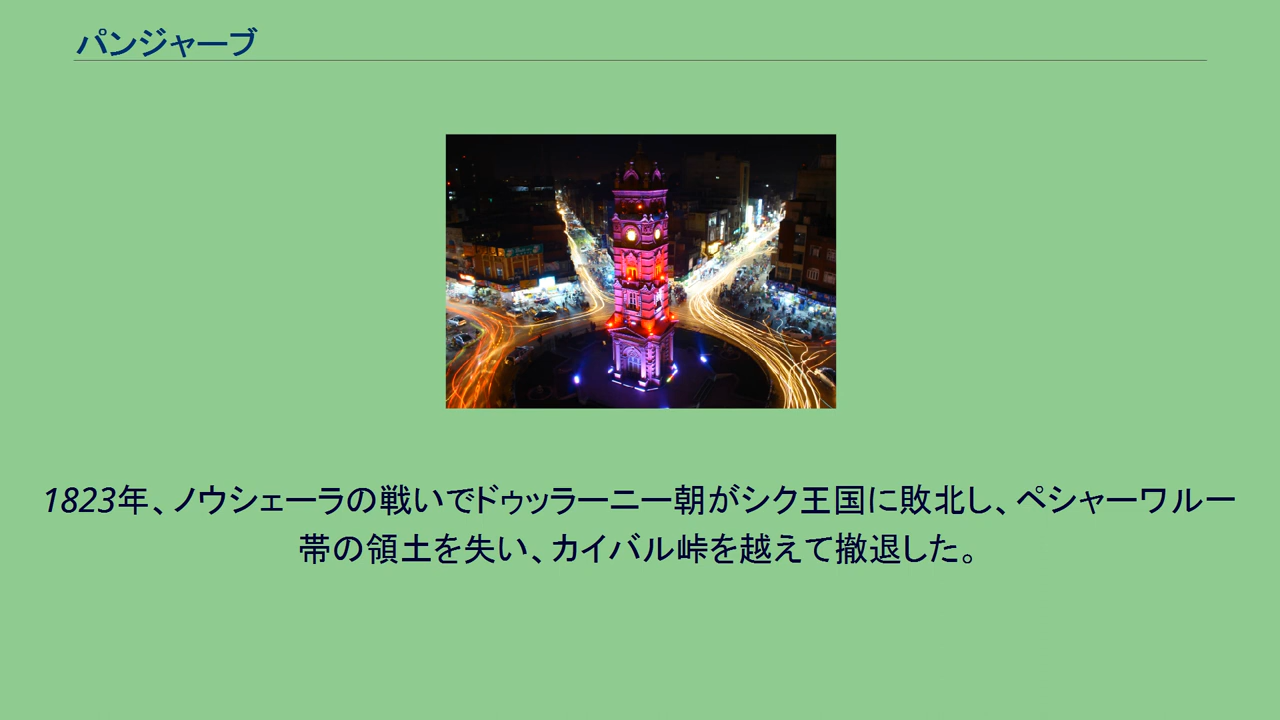 パンジャーブ
1823年、ノウシェーラの戦いでドゥッラーニー朝がシク王国に敗北し、ペシャーワル一
帯の領土を失い、カイバル峠を越えて撤退した。